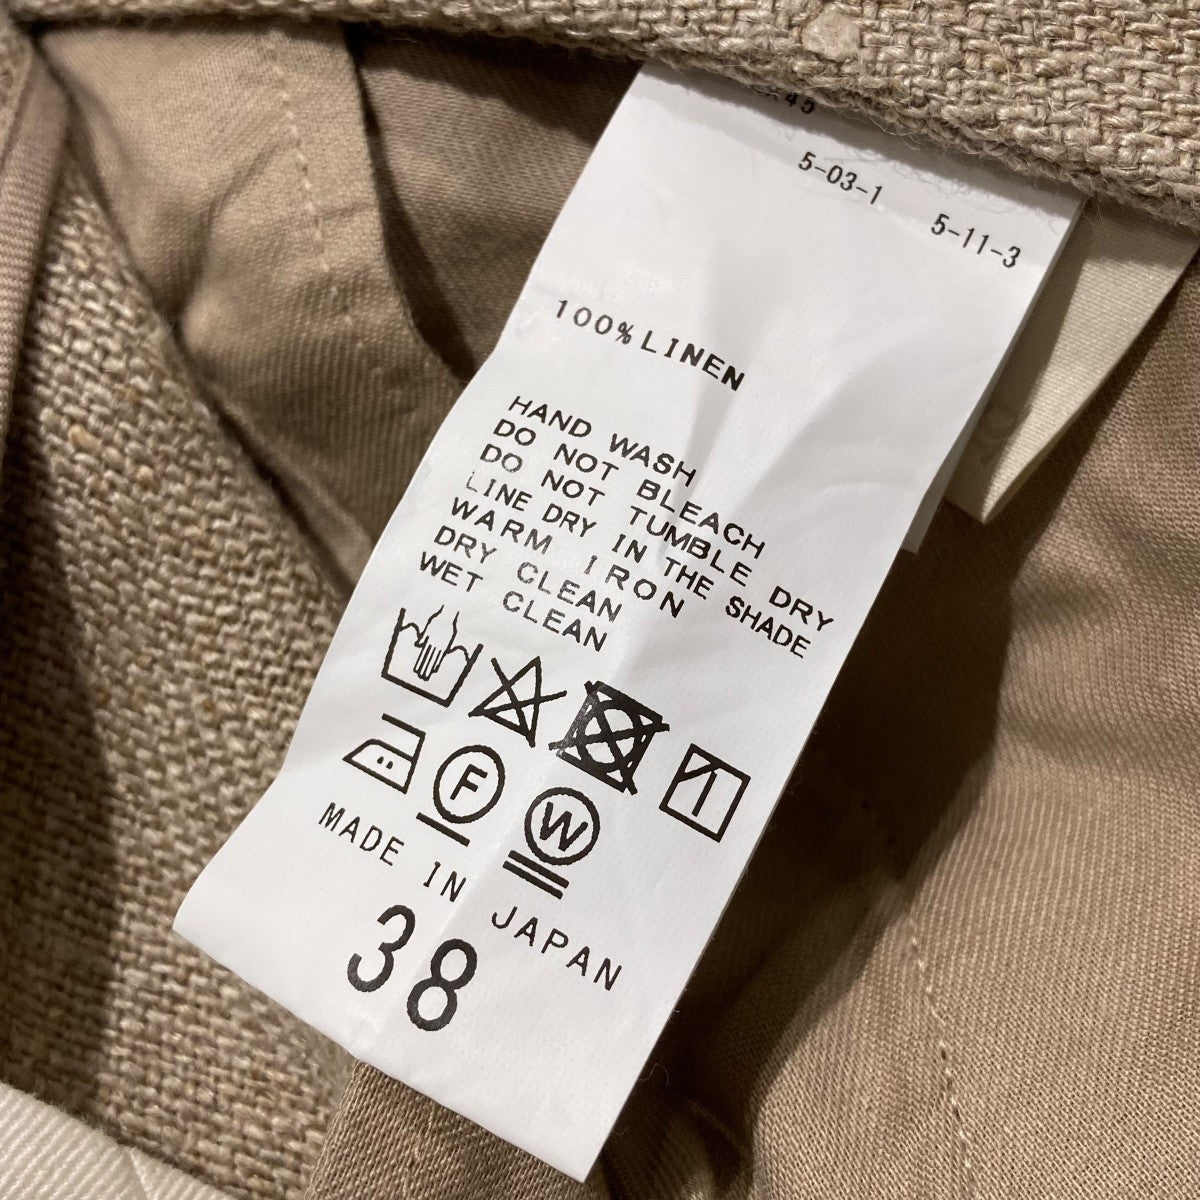 45
5-03-1 5-11-3
100%LINEN
HAND WASH
DO NOT BLEACH
DO NOT TUMBLE DRY
LINE DRY IN THE SHADE
WARM IRON
DRY CLEAN
WET CLEAN
F
W
MADE IN JAPAN
38